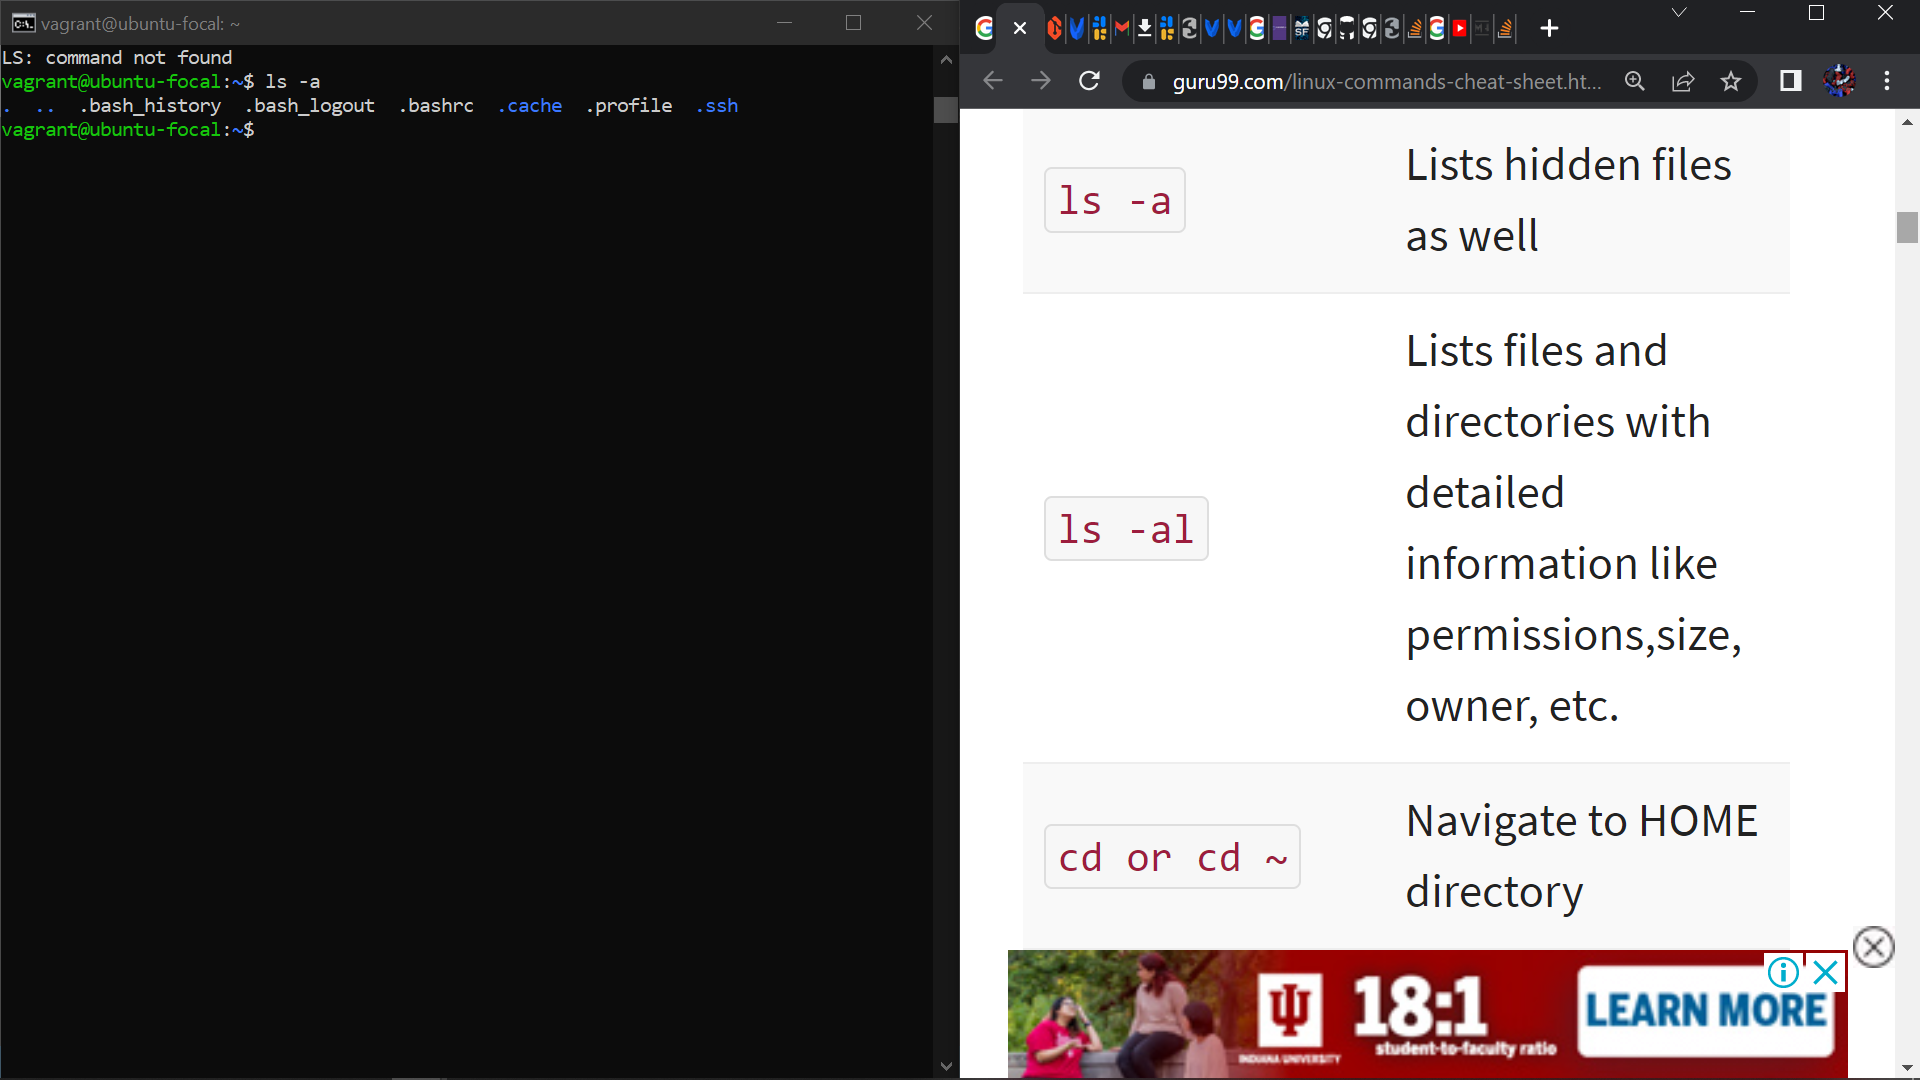 vagrant@ubuntu-focal: ~
LS: command not found
vagrant@ubuntu-focal:~$ ls -a
. .. .bash_history .bash_logout .bashrc .cache .profile .ssh
vagrant@ubuntu-focal:~$
guru99.com/linux-commands-cheat-sheet.ht...
ls -a
Lists hidden files
as well
ls -al
Lists files and
directories with
detailed
information like
permissions,size,
owner, etc.
cd or cd ~
Navigate to HOME
directory
INDIANA UNIVERSITY
18:1
student-to-faculty ratio
LEARN MORE